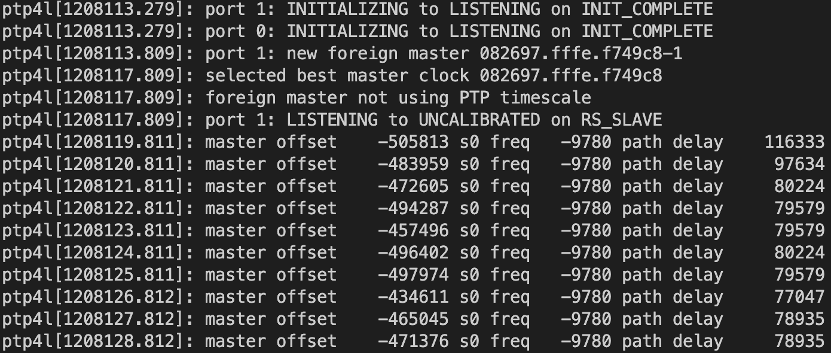 ptp4l[1208113.279]: port 1: INITIALIZING to LISTENING on INIT_COMPLETE
ptp4l[1208113.279]: port 0: INITIALIZING to LISTENING on INIT_COMPLETE
ptp4l[1208113.809]: port 1: new foreign master 082697.fffe.f749c8-1
ptp4l[1208117.809]: selected best master clock 082697.fffe.f749c8
ptp4l[1208117.809]: foreign master not using PTP timescale
ptp4l[1208117.809]: port 1: LISTENING to UNCALIBRATED on RS_SLAVE
ptp4l[1208119.811]: master offset    -505813 s0 freq   -9780 path delay    116333
ptp4l[1208120.811]: master offset    -483959 s0 freq   -9780 path delay     97634
ptp4l[1208121.811]: master offset    -472605 s0 freq   -9780 path delay     80224
ptp4l[1208122.811]: master offset    -494287 s0 freq   -9780 path delay     79579
ptp4l[1208123.811]: master offset    -457496 s0 freq   -9780 path delay     79579
ptp4l[1208124.811]: master offset    -496402 s0 freq   -9780 path delay     80224
ptp4l[1208125.811]: master offset    -497974 s0 freq   -9780 path delay     79579
ptp4l[1208126.812]: master offset    -434611 s0 freq   -9780 path delay     77047
ptp4l[1208127.812]: master offset    -465045 s0 freq   -9780 path delay     78935
ptp4l[1208128.812]: master offset    -471376 s0 freq   -9780 path delay     78935